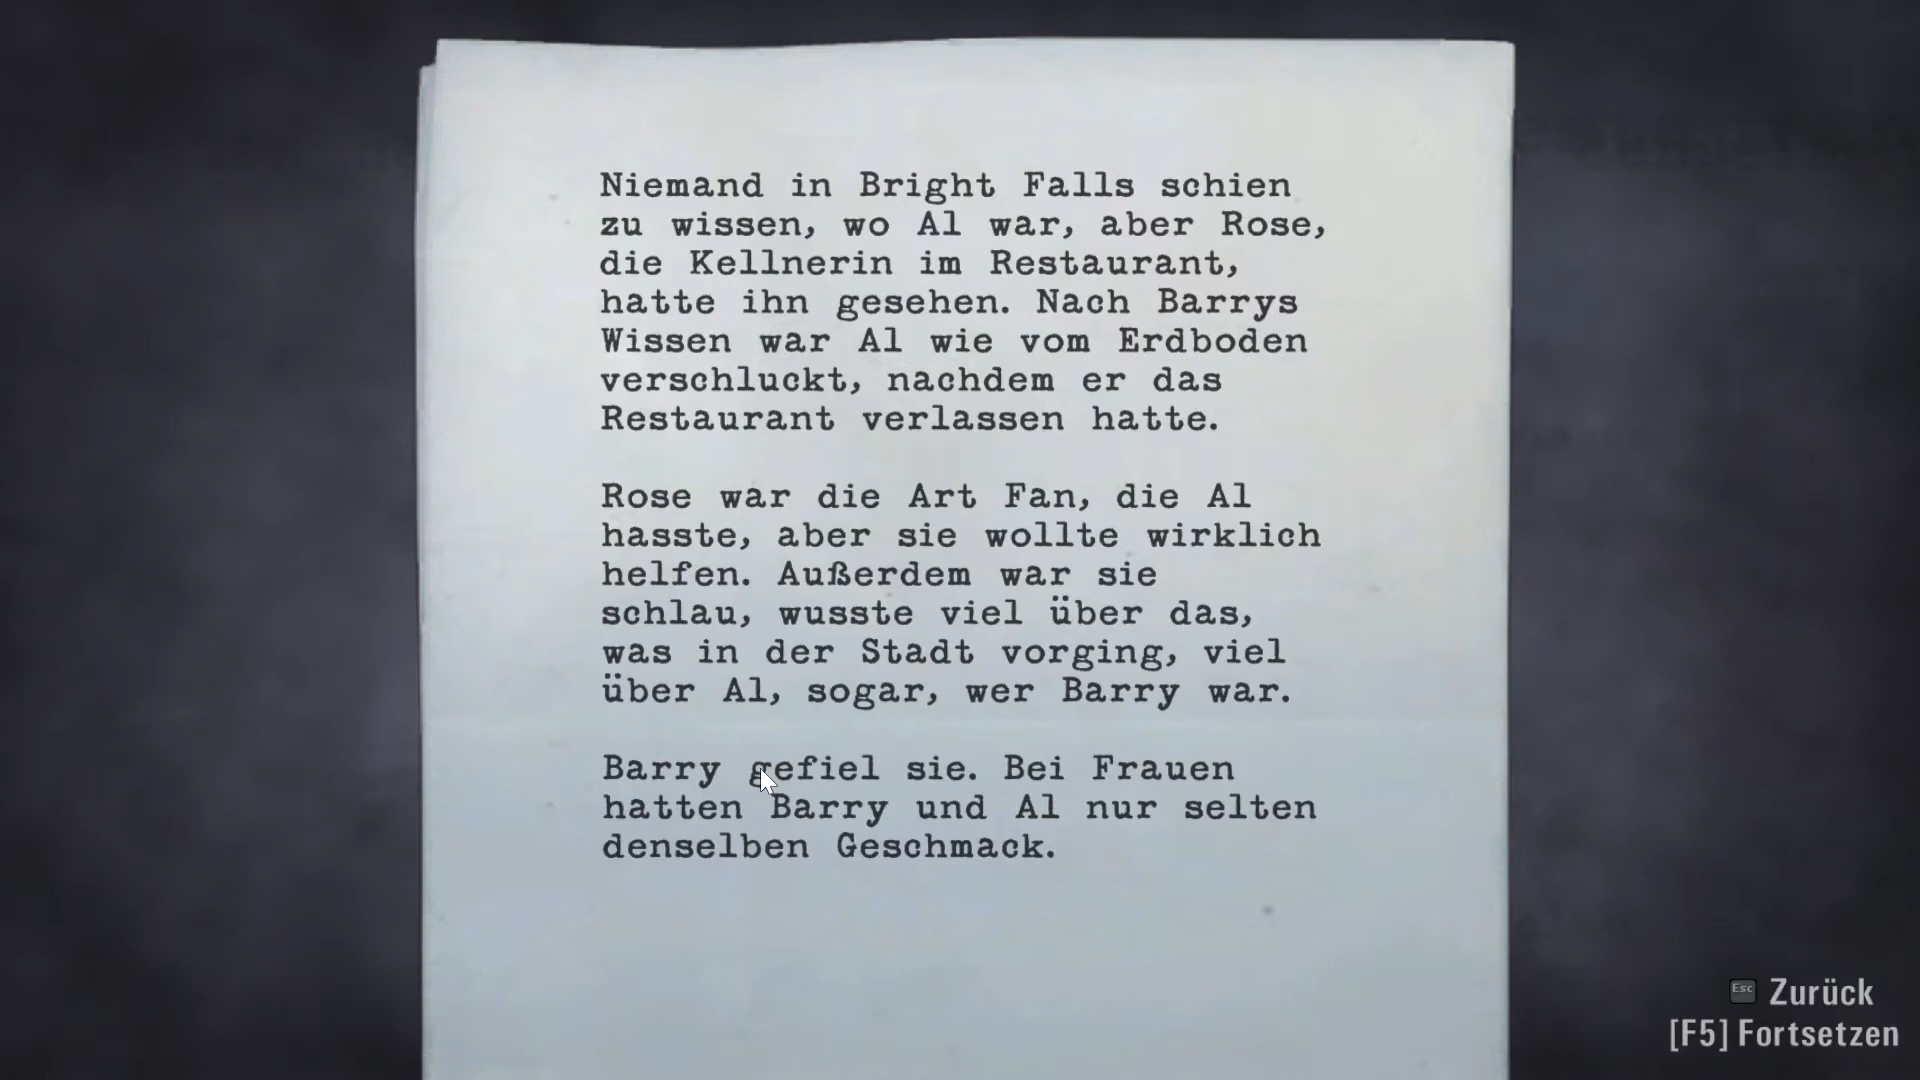 Niemand in Bright Falls schien
zu wissen, wo Al war, aber Rose,
die Kellnerin im Restaurant,
hatte ihn gesehen. Nach Barrys
Wissen war Al wie vom Erdboden
verschluckt, nachdem er das
Restaurant verlassen hatte.
Rose war die Art Fan, die Al
hasste, aber sie wollte wirklich
helfen. Außerdem war sie
schlau, wusste viel über das,
was in der Stadt vorging, viel
über Al, sogar, wer Barry war.
Barry gefiel sie. Bei Frauen
hatten Barry und Al nur selten
denselben Geschmack.
Esc Zurück
[F5] Fortsetzen